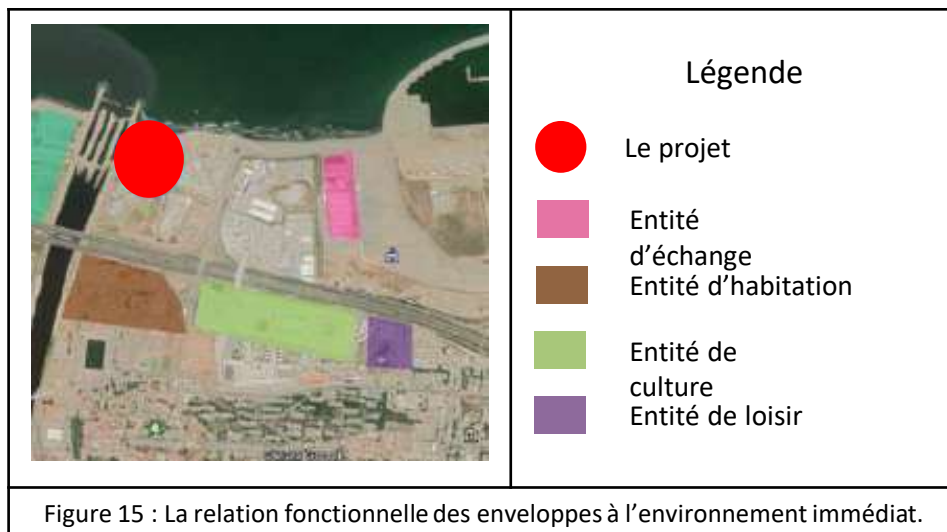 Légende
Le projet
Entité
d’échange
Entité d’habitation
Entité de
culture
Entité de loisir
Figure 15 : La relation fonctionnelle des enveloppes à l’environnement immédiat.